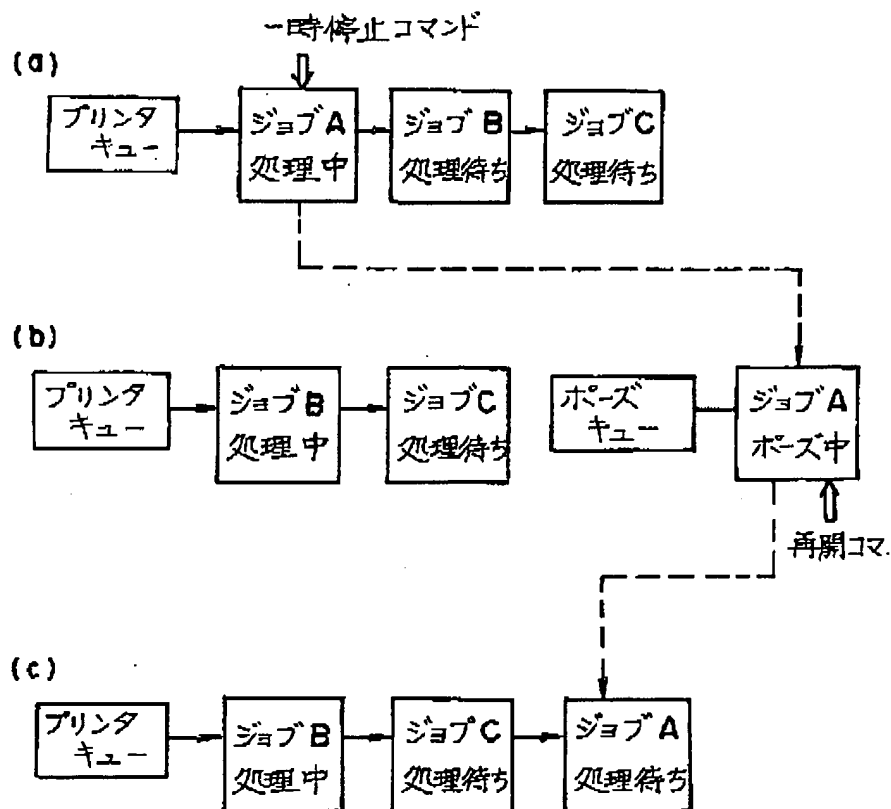 一時停止コマンド
(a)
プリンタ
キュー
ジョブA
処理中
ジョブB
処理待ち
ジョブC
処理待ち
(b)
プリンタ
キュー
ジョブB
処理中
ジョブC
処理待ち
ポーズ
キュー
ジョブA
ポーズ中
再開コマ
(c)
プリンタ
キュー
ジョブB
処理中
ジョブC
処理待ち
ジョブA
処理待ち